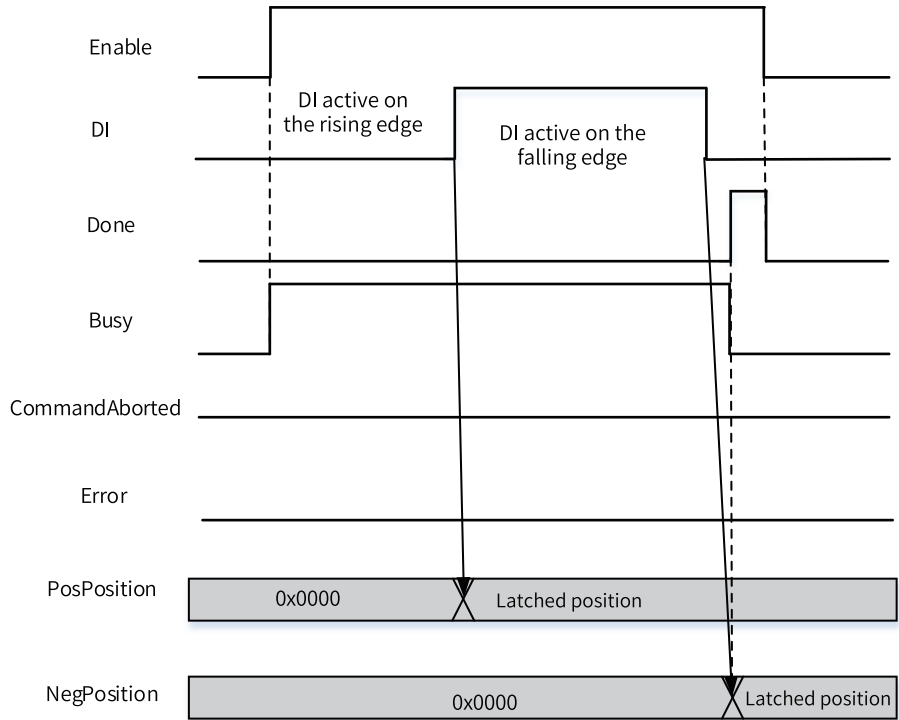 Enable
DI active on
the rising edge
DI
DI active on the
falling edge
Done
Busy
CommandAborted
Error
PosPosition
0x0000
Latched position
NegPosition
0x0000
Latched position